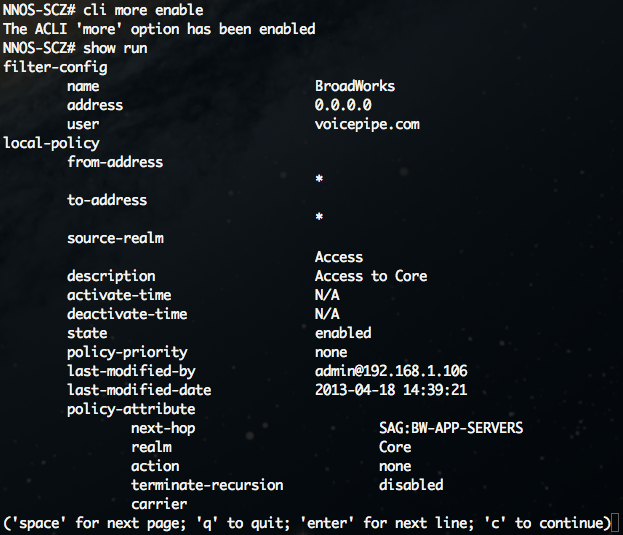 NNOS-SCZ# cli more enable
The ACLI 'more' option has been enabled
NNOS-SCZ# show run
filter-config
name BroadWorks
address 0.0.0.0
user voicepipe.com
local-policy
from-address
*
to-address
*
source-realm
Access
description Access to Core
activate-time N/A
deactivate-time N/A
state enabled
policy-priority none
last-modified-by admin@192.168.1.106
last-modified-date 2013-04-18 14:39:21
policy-attribute
next-hop SAG:BW-APP-SERVERS
realm Core
action none
terminate-recursion disabled
carrier
('space' for next page; 'q' to quit; 'enter' for next line; 'c' to continue)